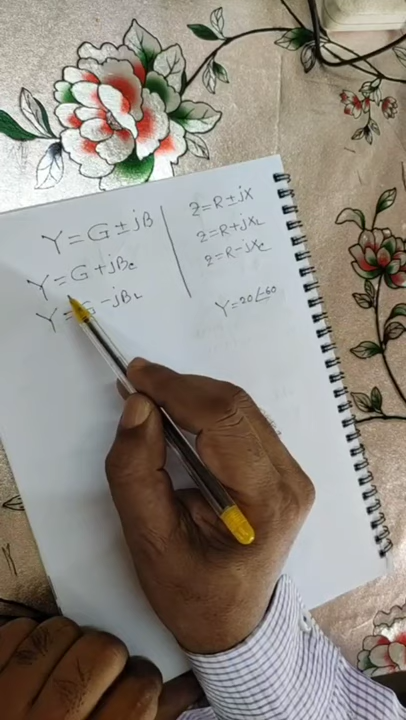 Y = G ± jB
Y = G + jBc
Y = G - jBL
Z = R ± jX
Z = R + jXL
Z = R - jXc
Y = 20∠-60